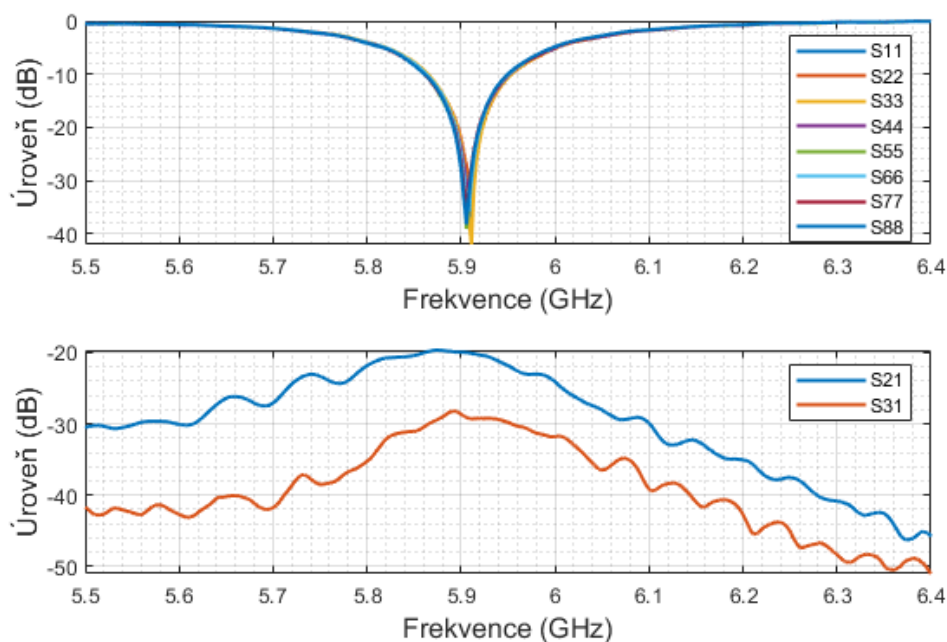 Úroveň (dB)
0
-10
-20
-30
-40
S11
S22
S33
S44
S55
S66
S77
S88
5.5 5.6 5.7 5.8 5.9 6 6.1 6.2 6.3 6.4
Frekvence (GHz)
Úroveň (dB)
-20
-30
-40
-50
S21
S31
5.5 5.6 5.7 5.8 5.9 6 6.1 6.2 6.3 6.4
Frekvence (GHz)